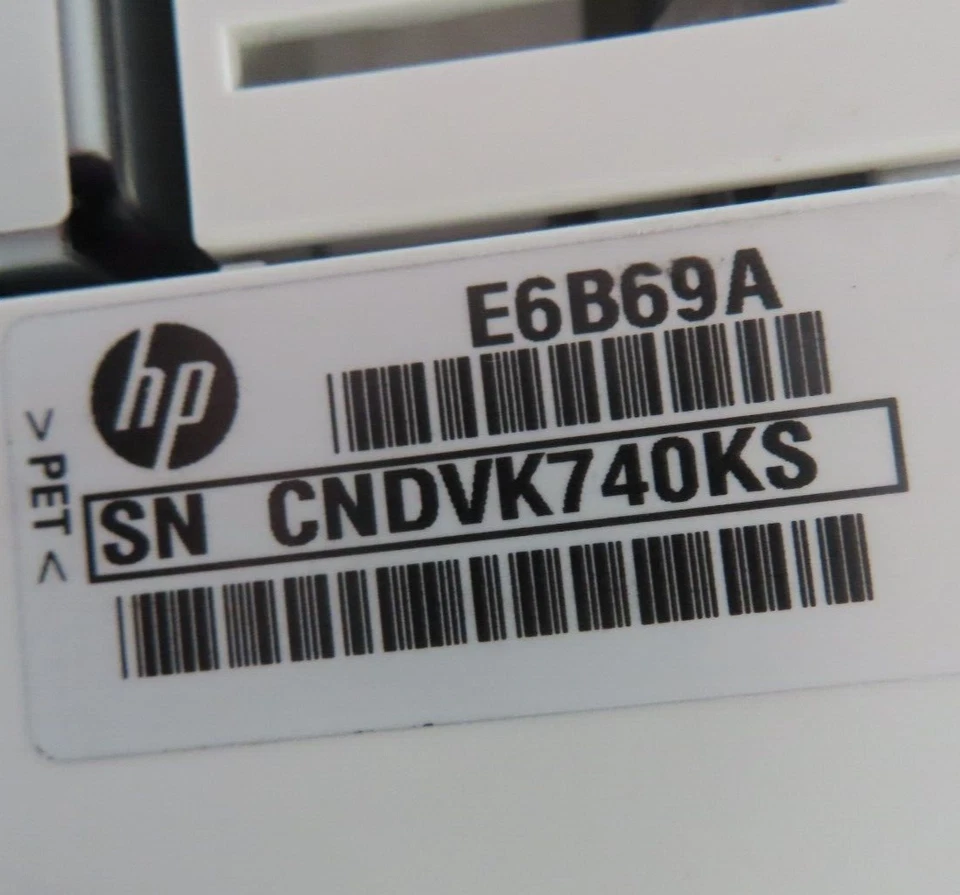 E6B69A
hp
SN CNDVK740KS
> PET <